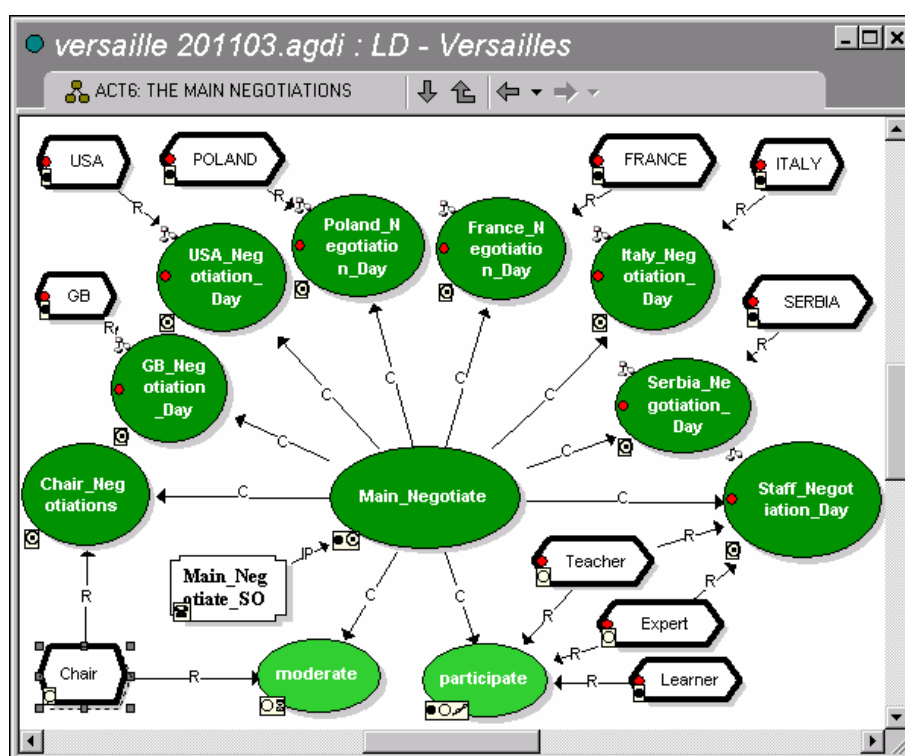 versaille 201103.agdi : LD - Versailles
ACT6: THE MAIN NEGOTIATIONS
USA
POLAND
FRANCE
ITALY
R
R
R
R
Poland_N
egotiatio
n_Day
France_N
egotiatio
n_Day
USA_Neg
otiation_
Day
Italy_Neg
otiation_
Day
GB
SERBIA
R
R
GB_Neg
otiation
_Day
Serbia_Ne
gotiation_
Day
C
C
C
C
C
C
Chair_Neg
otiations
C
Main_Negotiate
C
Staff_Negot
iation_Day
IP
Main_Neg
otiate_SO
Teacher
R
R
C
C
R
R
Expert
R
R
Chair
R
moderate
participate
R
Learner